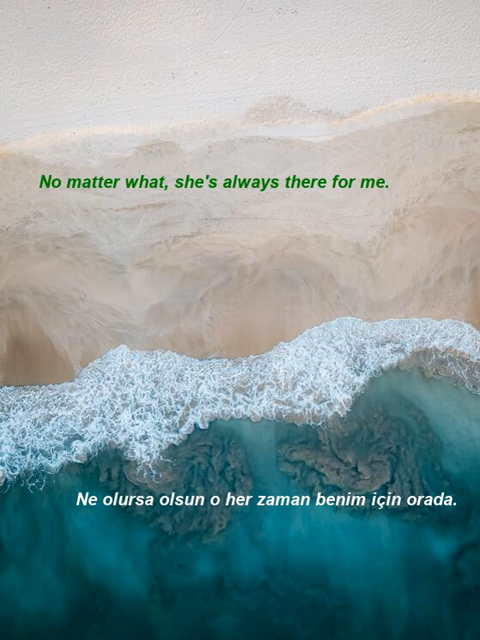 No matter what, she's always there for me.
Ne olursa olsun o her zaman benim için orada.